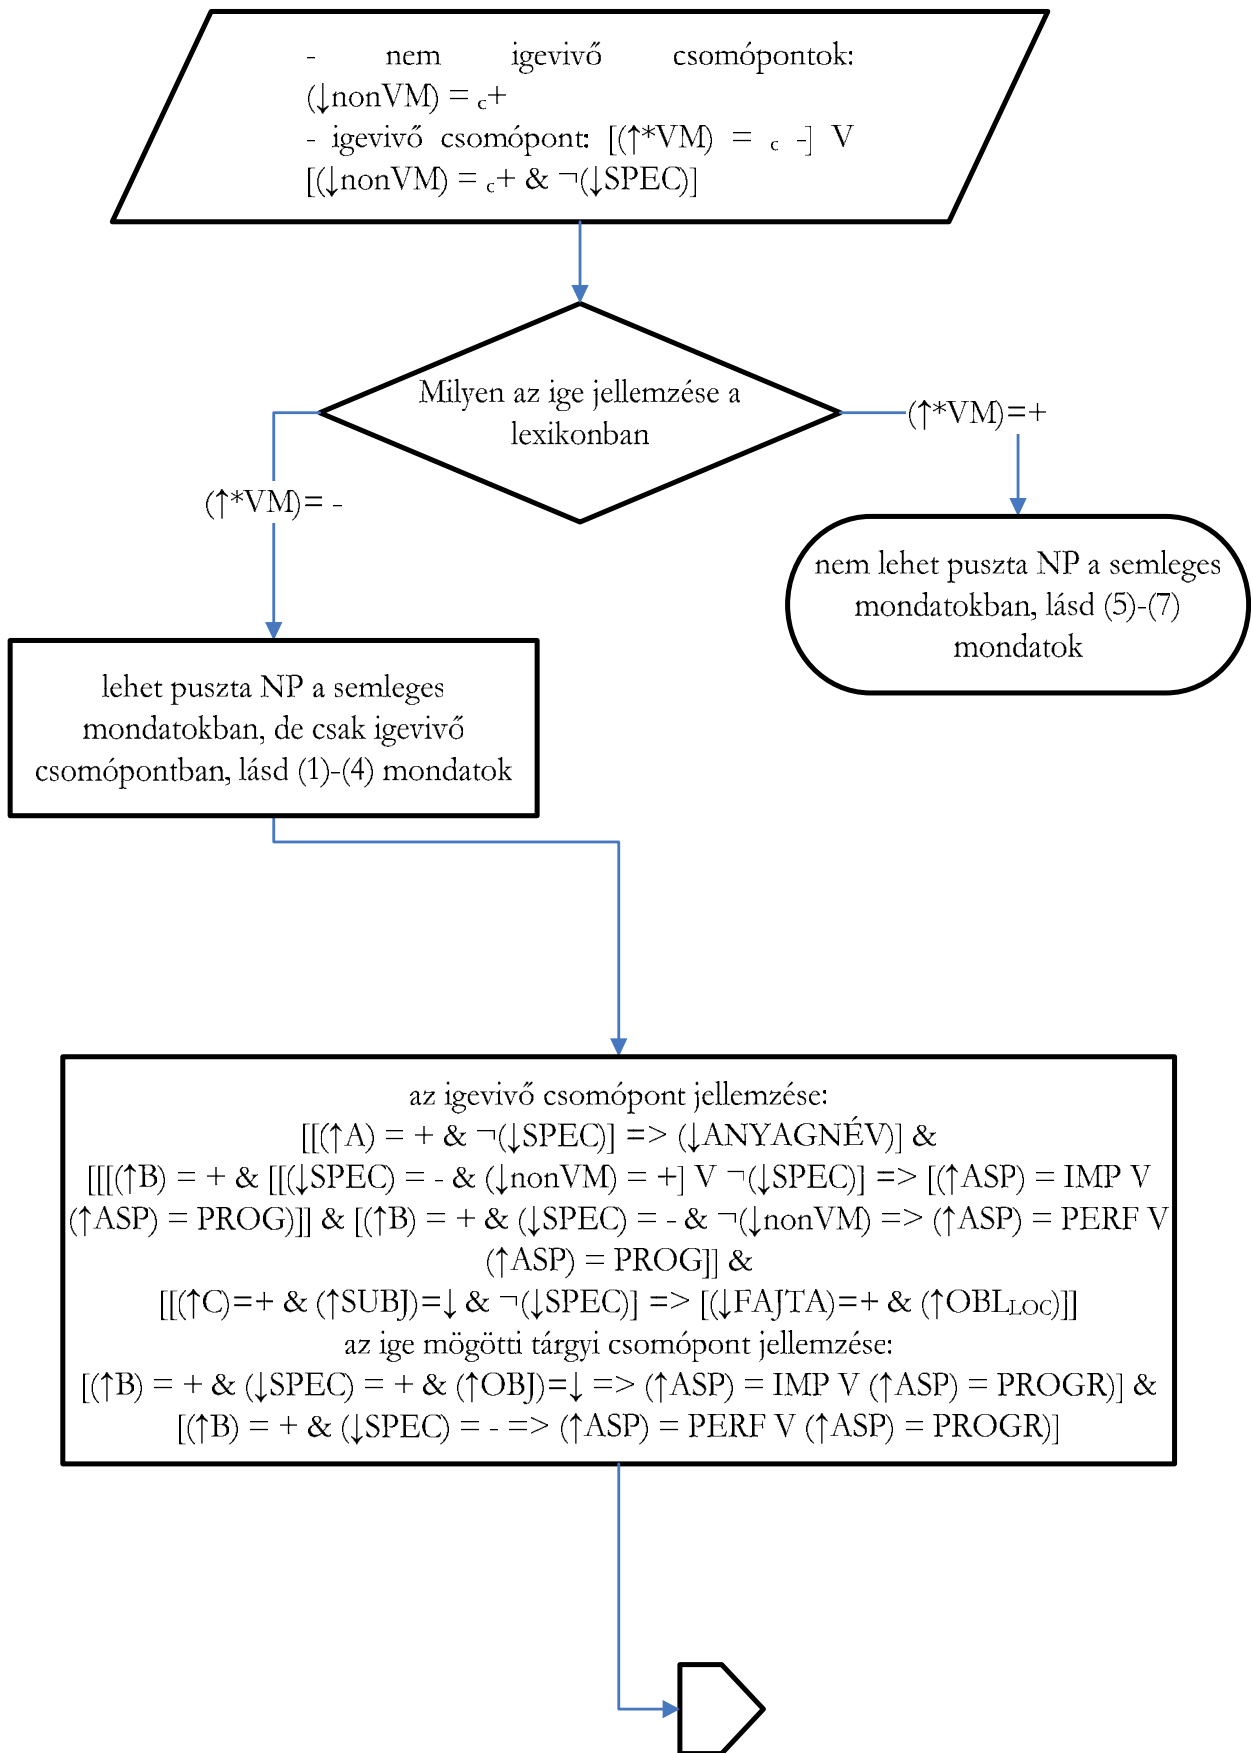 - nem igevivő csomópontok:
(↓nonVM) = c+
- igevivő csomópont: [(↑*VM) = c -] V
[(↓nonVM) = c+ & ¬(↓SPEC)]
Milyen az ige jellemzése a
lexikonban
(↑*VM)=+
(↑*VM)= -
nem lehet puszta NP a semleges
mondatokban, lásd (5)-(7)
mondatok
lehet puszta NP a semleges
mondatokban, de csak igevivő
csomópontban, lásd (1)-(4) mondatok
az igevivő csomópont jellemzése:
[[(↑A) = + & ¬(↓SPEC)] => (↓ANYAGNÉV)] &
[[[(↑B) = + & [[(↓SPEC) = - & (↓nonVM) = +] V ¬(↓SPEC)] => [(↑ASP) = IMP V
(↑ASP) = PROG)]] & [(↑B) = + & (↓SPEC) = - & ¬(↓nonVM) => (↑ASP) = PERF V
(↑ASP) = PROG]] &
[[(↑C)=+ & (↑SUBJ)=↓ & ¬(↓SPEC)] => [(↓FAJTA)=+ & (↑OBLLOC)]]
az ige mögötti tárgyi csomópont jellemzése:
[(↑B) = + & (↓SPEC) = + & (↑OBJ)=↓ => (↑ASP) = IMP V (↑ASP) = PROGR)] &
[(↑B) = + & (↓SPEC) = - => (↑ASP) = PERF V (↑ASP) = PROGR)]